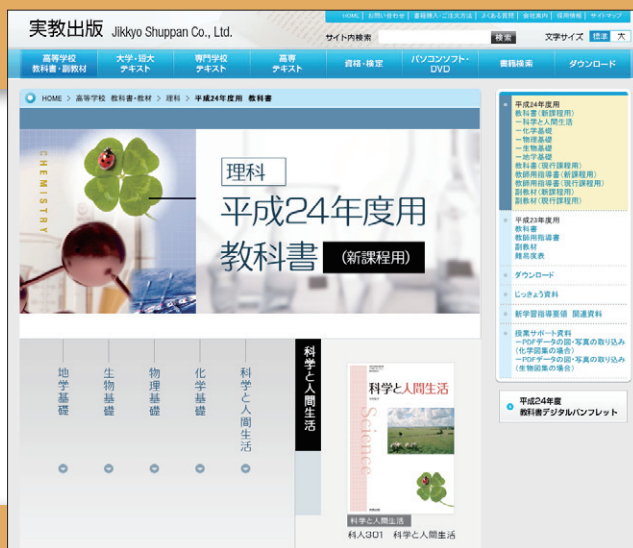 実教出版 Jikkyo Shuppan Co., Ltd.
HOME | お問い合わせ | 書籍購入・ご注文方法 | よくある質問 | 会社案内 | 採用情報 | サイトマップ
サイト内検索 検索 文字サイズ 標準 大
高等学校
教科書・副教材
大学・短大
テキスト
専門学校
テキスト
高専
テキスト
資格・検定
パソコンソフト・
DVD
書籍検索
ダウンロード
HOME > 高等学校 教科書・教材 > 理科 > 平成24年度用 教科書
CHEMISTRY
理科
平成24年度用
教科書 (新課程用)
地学基礎
生物基礎
物理基礎
化学基礎
科学と人間生活
科学と人間生活
科学と人間生活
Science
科学と人間生活
科人301 科学と人間生活
平成24年度用
教科書(新課程用)
－科学と人間生活
－化学基礎
－物理基礎
－生物基礎
－地学基礎
教科書(現行課程用)
教師用指導書(新課程用)
教師用指導書(現行課程用)
副教材(新課程用)
副教材(現行課程用)
平成23年度用
教科書
教師用指導書
副教材
難易度表
ダウンロード
じっきょう資料
新学習指導要領 関連資料
授業サポート資料
－PDFデータの図・写真の取り込み
(化学図集の場合)
－PDFデータの図・写真の取り込み
(生物図集の場合)
平成24年度
教科書デジタルパンフレット